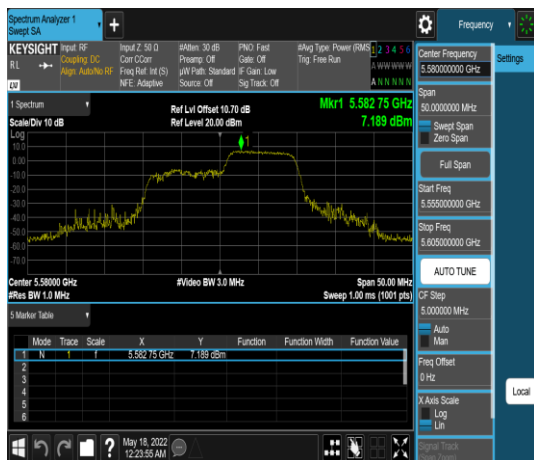 Spectrum Analyzer 1
Swept SA
+
Frequency
KEYSIGHT
RL
LXI
Input: RF
Coupling: DC
Align: Auto/No RF
Input Z: 50 Ω
Corr CCorr
Freq Ref: Int (S)
NFE: Adaptive
#Atten: 30 dB
Preamp: Off
µW Path: Standard
Source: Off
PNO: Fast
Gate: Off
IF Gain: Low
Sig Track: Off
#Avg Type: Power (RMS)
Trig: Free Run
1 2 3 4 5 6
A W W W W W
A N N N N N
1 Spectrum
Scale/Div 10 dB
Ref Lvl Offset 10.70 dB
Ref Level 20.00 dBm
Mkr1 5.582 75 GHz
7.189 dBm
Log
1
10.0
0.00
-10.0
-20.0
-30.0
-40.0
-50.0
-60.0
-70.0
Center 5.58000 GHz
#Res BW 1.0 MHz
#Video BW 3.0 MHz
Span 50.00 MHz
Sweep 1.00 ms (1001 pts)
5 Marker Table
Mode Trace Scale X Y Function Function Width Function Value
1 N 1 f 5.582 75 GHz 7.189 dBm
2
3
4
5
6
May 18, 2022
12:23:55 AM
Center Frequency
5.580000000 GHz
Span
50.0000000 MHz
Swept Span
Zero Span
Full Span
Start Freq
5.555000000 GHz
Stop Freq
5.605000000 GHz
AUTO TUNE
CF Step
5.000000 MHz
Auto
Man
Freq Offset
0 Hz
X Axis Scale
Log
Lin
Signal Track
(Span Zoom)
Settings
Local